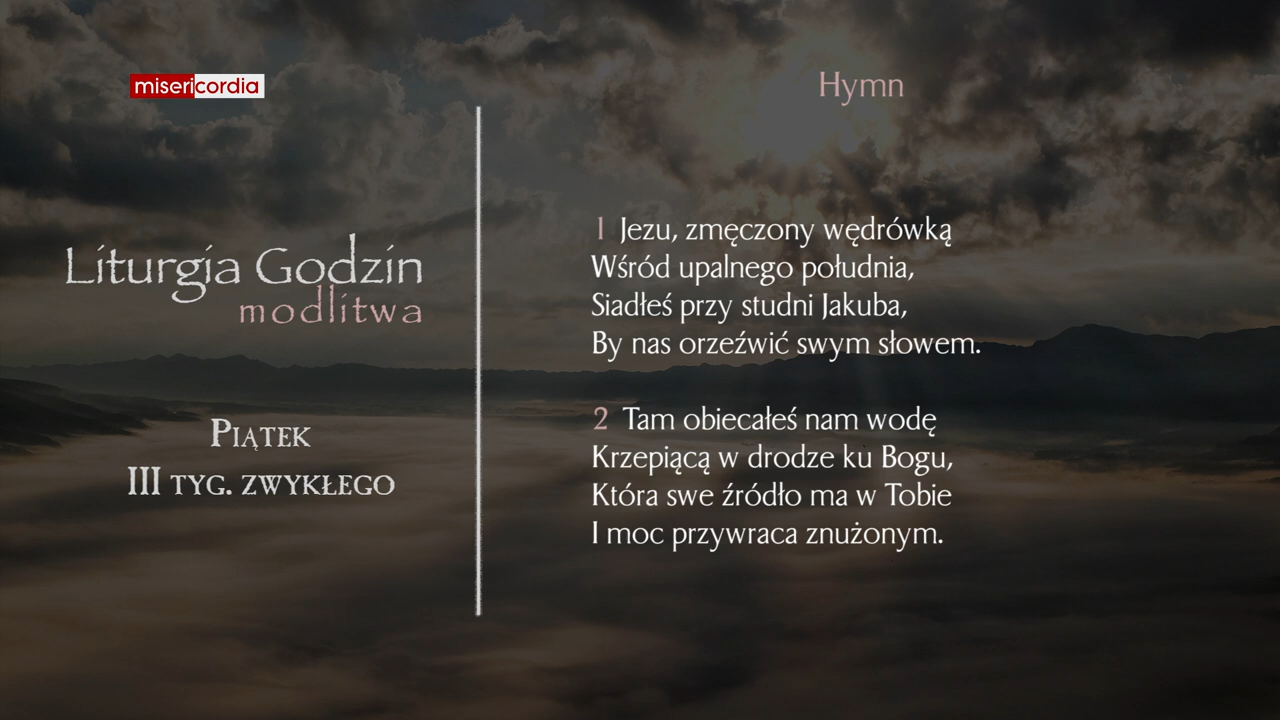 misericordia
Liturgia Godzin
modlitwa
Piątek
III tyg. zwykłego
Hymn
1 Jezu, zmęczony wędrówką
Wśród upalnego południa,
Siadłeś przy studni Jakuba,
By nas orzeźwić swym słowem.
2 Tam obiecałeś nam wodę
Krzepiącą w drodze ku Bogu,
Która swe źródło ma w Tobie
I moc przywraca znużonym.